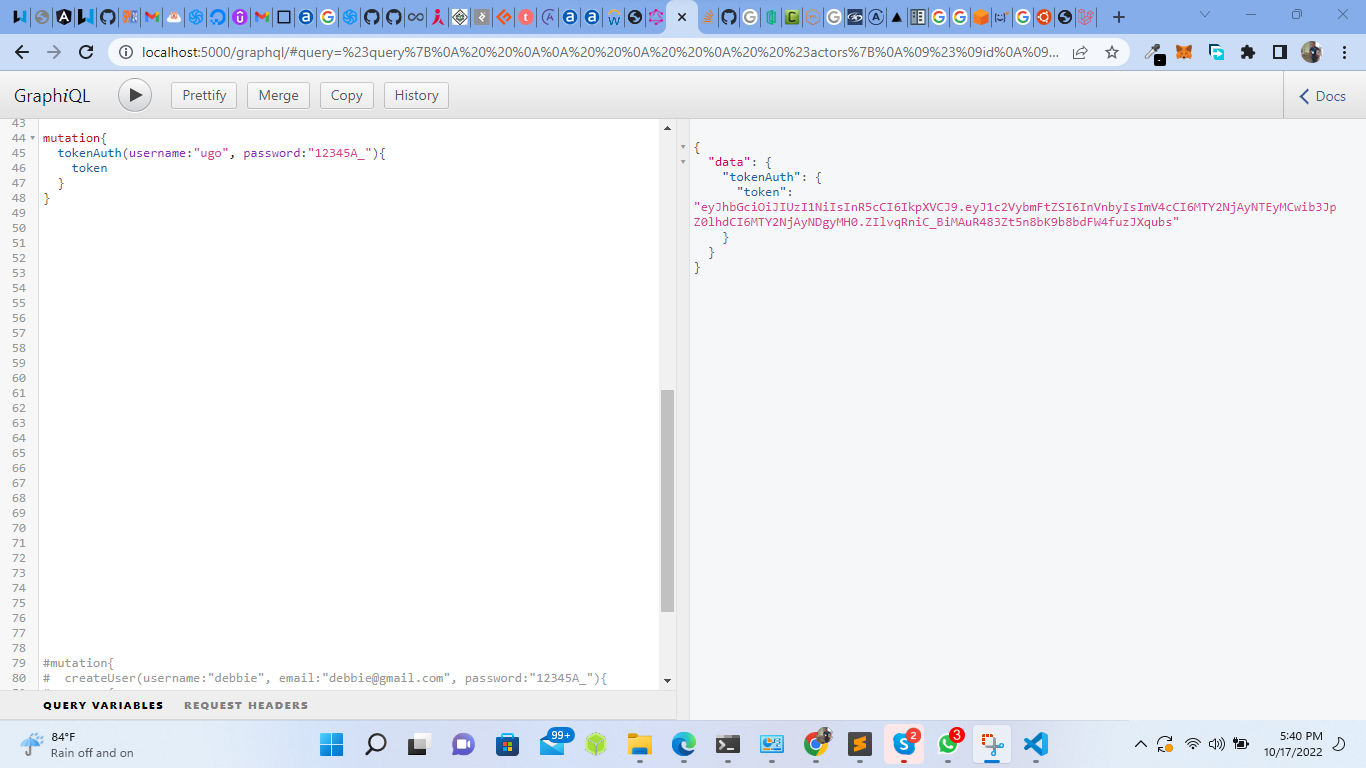 localhost:5000/graphql/#query=%23query%7B%0A%20%20%0A%0A%20%20%0A%20%20%0A%20%20%23actors%7B%0A%09%23%09id%0A%09...
GraphiQL
Prettify
Merge
Copy
History
Docs
43
44 mutation{
45 tokenAuth(username:"ugo", password:"12345A_"){
46 token
47 }
48 }
49
50
51
52
53
54
55
56
57
58
59
60
61
62
63
64
65
66
67
68
69
70
71
72
73
74
75
76
77
78
79 #mutation{
80 # createUser(username:"debbie", email:"debbie@gmail.com", password:"12345A_"){
{
"data": {
"tokenAuth": {
"token":
"eyJhbGciOiJIUzI1NiIsInR5cCI6IkpXVCJ9.eyJ1c2VybmFtZSI6InVnbyIsImV4cCI6MTY2NjAyNTEyMCwib3Jp
Z0lhdCI6MTY2NjAyNDgyMH0.ZIlvqRniC_BiMAuR483Zt5n8bK9b8bdFW4fuzJXqubs"
}
}
}
QUERY VARIABLES
REQUEST HEADERS
84°F
Rain off and on
99+
2
3
5:40 PM
10/17/2022